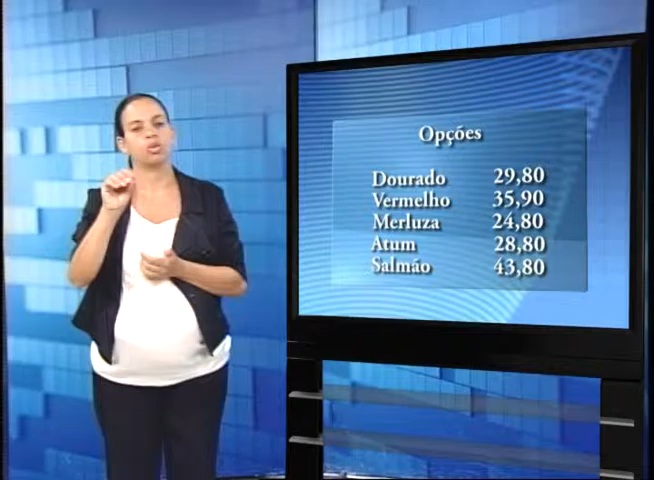 Opções
Dourado 29,80
Vermelho 35,90
Merluza 24,80
Atum 28,80
Salmão 43,80